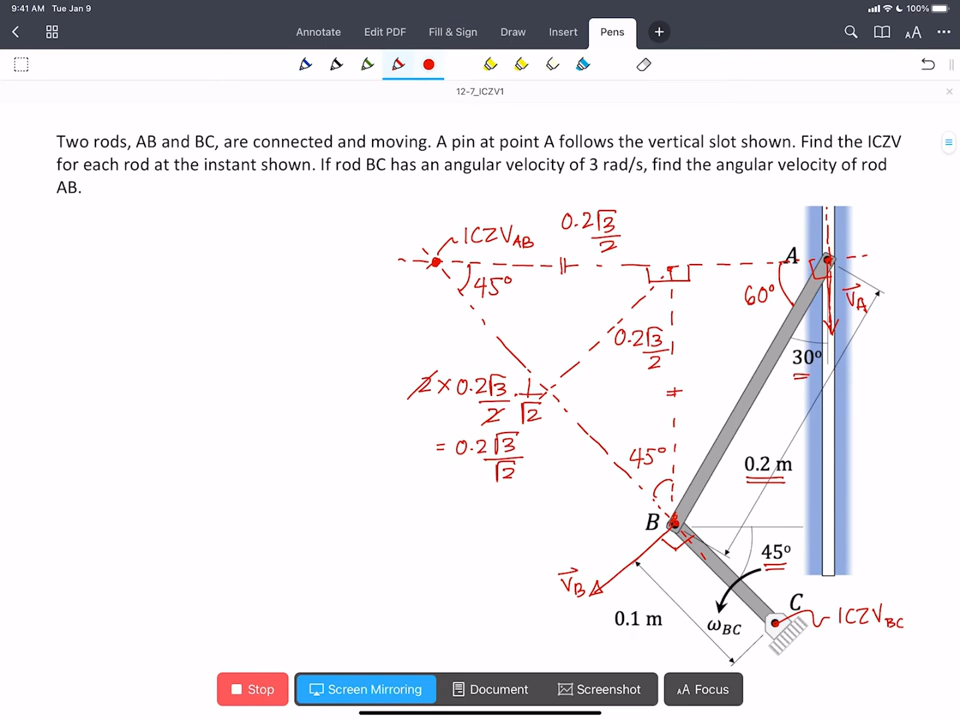 9:41 AM Tue Jan 9
100%
Annotate Edit PDF Fill & Sign Draw Insert Pens
AA
12-7_ICZV1
Two rods, AB and BC, are connected and moving. A pin at point A follows the vertical slot shown. Find the ICZV
for each rod at the instant shown. If rod BC has an angular velocity of 3 rad/s, find the angular velocity of rod
AB.
ICZV_AB
0.2√3/2
45°
A
60°
V_A
0.2√3/2
30°
2 × 0.2√3/2 · 1/√2
= 0.2√3/√2
45°
0.2 m
B
45°
V_B
C
ICZV_BC
0.1 m
ω_BC
Stop Screen Mirroring Document Screenshot AA Focus